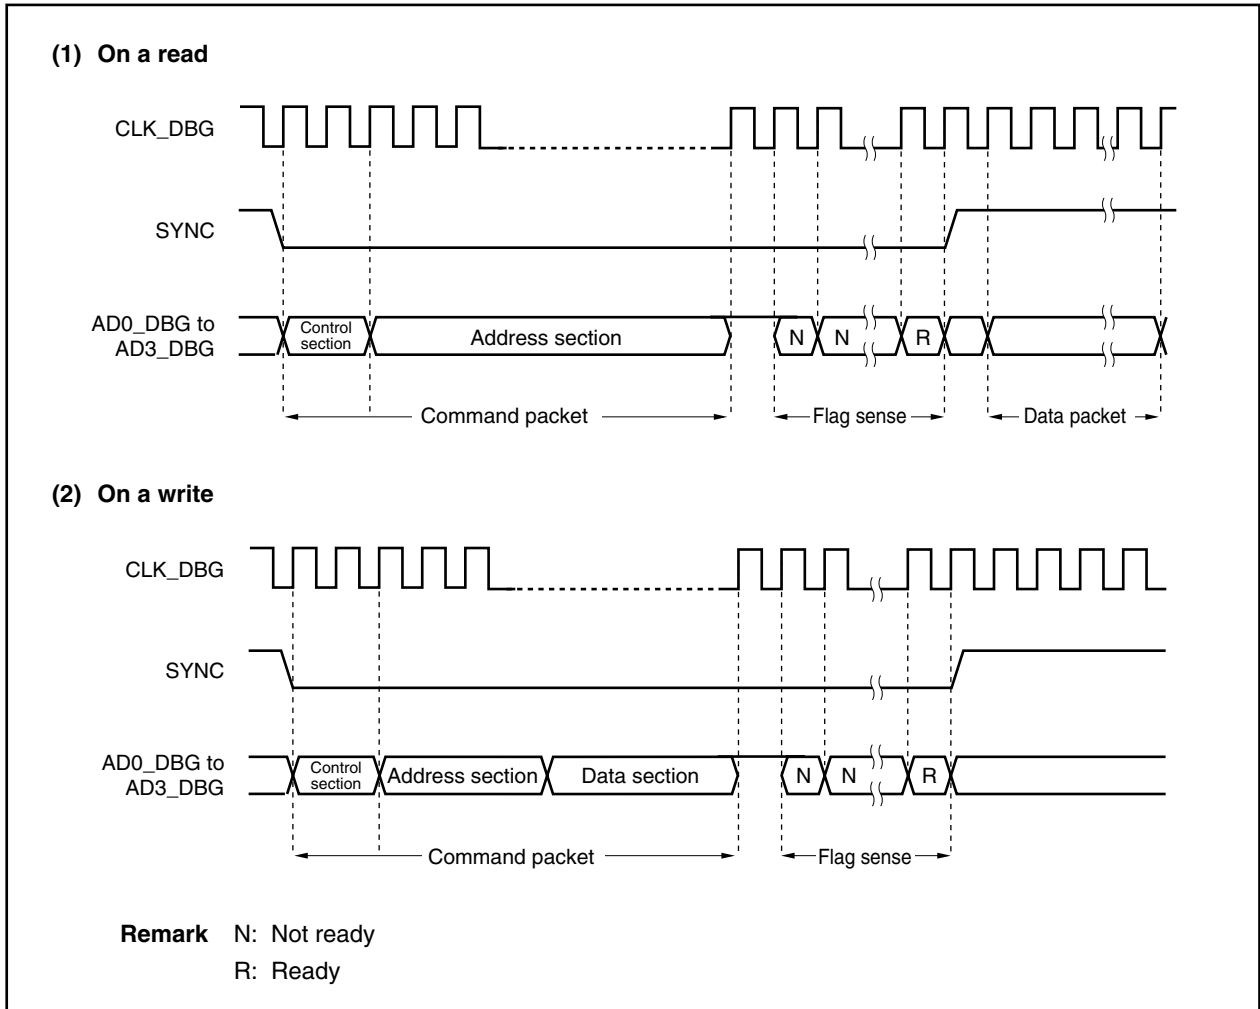 (1) On a read
CLK_DBG
SYNC
AD0_DBG to
AD3_DBG
Control
section
Address section
N
N
R
Command packet
Flag sense
Data packet
(2) On a write
CLK_DBG
SYNC
AD0_DBG to
AD3_DBG
Control
section
Address section
Data section
N
N
R
Command packet
Flag sense
Remark N: Not ready
R: Ready